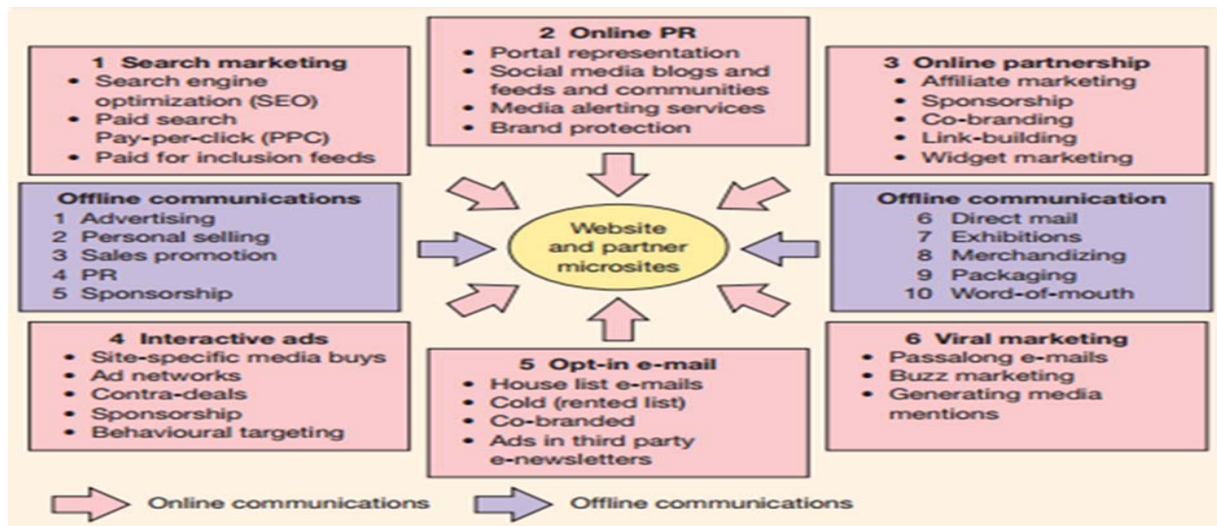 1 Search marketing
• Search engine
optimization (SEO)
• Paid search
Pay-per-click (PPC)
• Paid for inclusion feeds
2 Online PR
• Portal representation
• Social media blogs and
feeds and communities
• Media alerting services
• Brand protection
3 Online partnership
• Affiliate marketing
• Sponsorship
• Co-branding
• Link-building
• Widget marketing
Offline communications
1 Advertising
2 Personal selling
3 Sales promotion
4 PR
5 Sponsorship
Website
and partner
microsites
Offline communication
6 Direct mail
7 Exhibitions
8 Merchandizing
9 Packaging
10 Word-of-mouth
4 Interactive ads
• Site-specific media buys
• Ad networks
• Contra-deals
• Sponsorship
• Behavioural targeting
5 Opt-in e-mail
• House list e-mails
• Cold (rented list)
• Co-branded
• Ads in third party
e-newsletters
6 Viral marketing
• Passalong e-mails
• Buzz marketing
• Generating media
mentions
Online communications
Offline communications